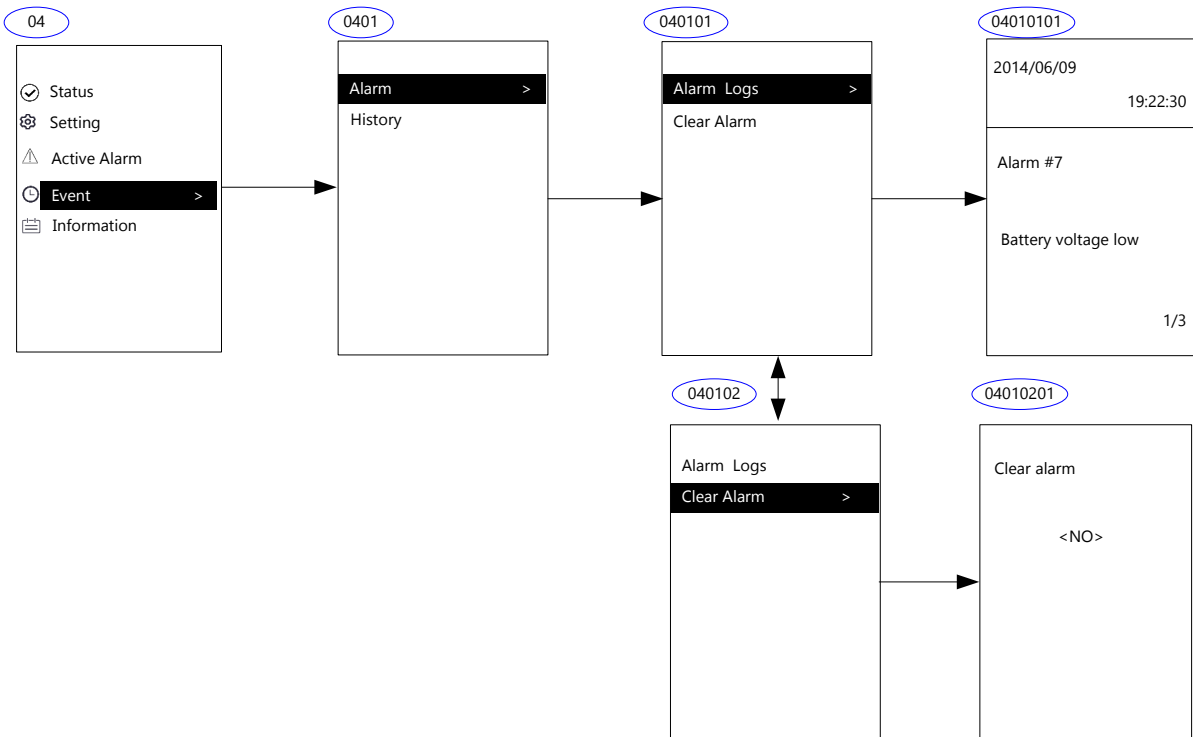 04
Status
Setting
Active Alarm
Event >
Information
0401
Alarm >
History
040101
Alarm Logs >
Clear Alarm
04010101
2014/06/09
19:22:30
Alarm #7
Battery voltage low
1/3
040102
Alarm Logs
Clear Alarm >
04010201
Clear alarm
<NO>